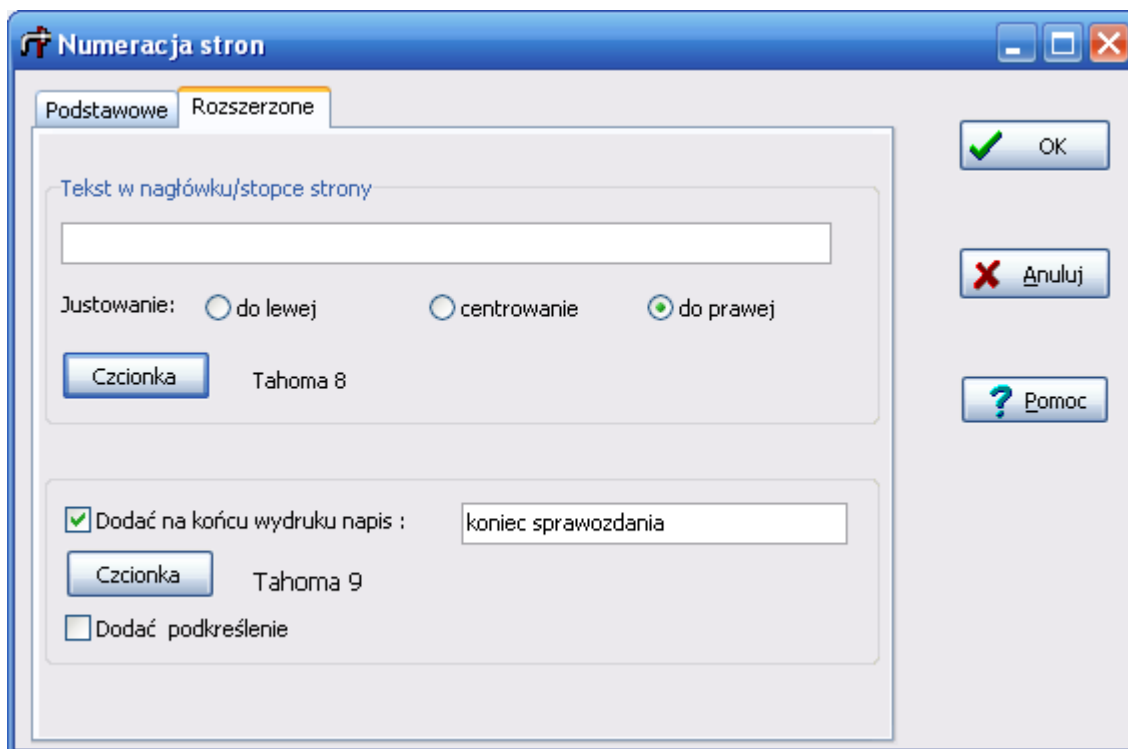 Numeracja stron
Podstawowe Rozszerzone
OK
Tekst w nagłówku/stopce strony
Anuluj
Justowanie: do lewej centrowanie do prawej
Czcionka Tahoma 8
Pomoc
Dodać na końcu wydruku napis : koniec sprawozdania
Czcionka Tahoma 9
Dodać podkreślenie